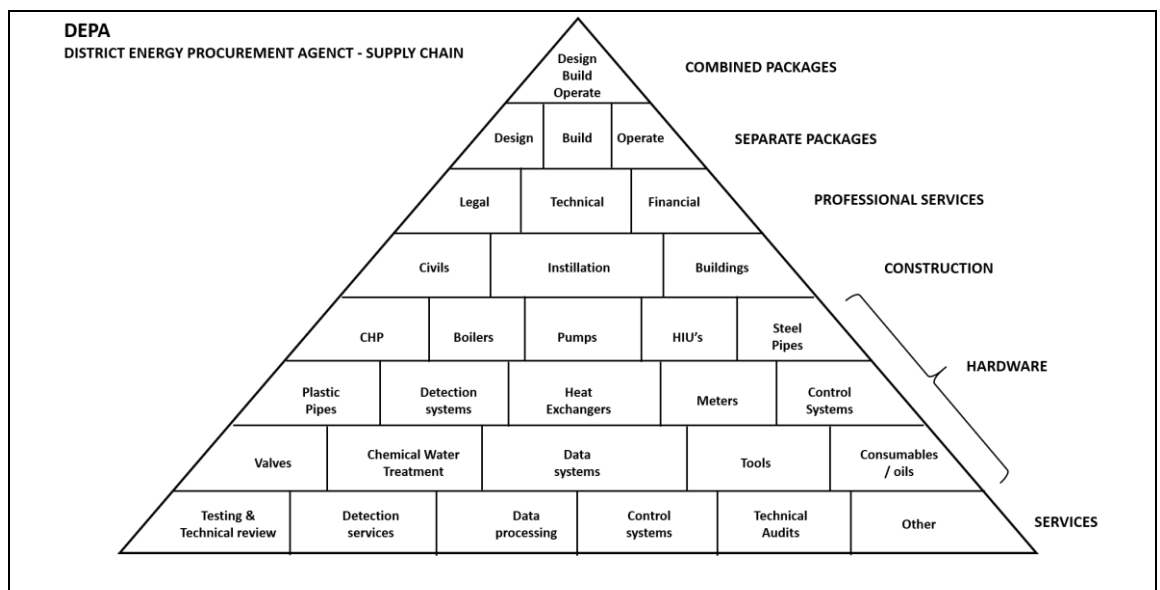 DEPA
DISTRICT ENERGY PROCUREMENT AGENCT - SUPPLY CHAIN
Design
Build
Operate
COMBINED PACKAGES
Design
Build
Operate
SEPARATE PACKAGES
Legal
Technical
Financial
PROFESSIONAL SERVICES
Civils
Instillation
Buildings
CONSTRUCTION
CHP
Boilers
Pumps
HIU's
Steel
Pipes
HARDWARE
Plastic
Pipes
Detection
systems
Heat
Exchangers
Meters
Control
Systems
Valves
Chemical Water
Treatment
Data
systems
Tools
Consumables
/ oils
Testing &
Technical review
Detection
services
Data
processing
Control
systems
Technical
Audits
Other
SERVICES